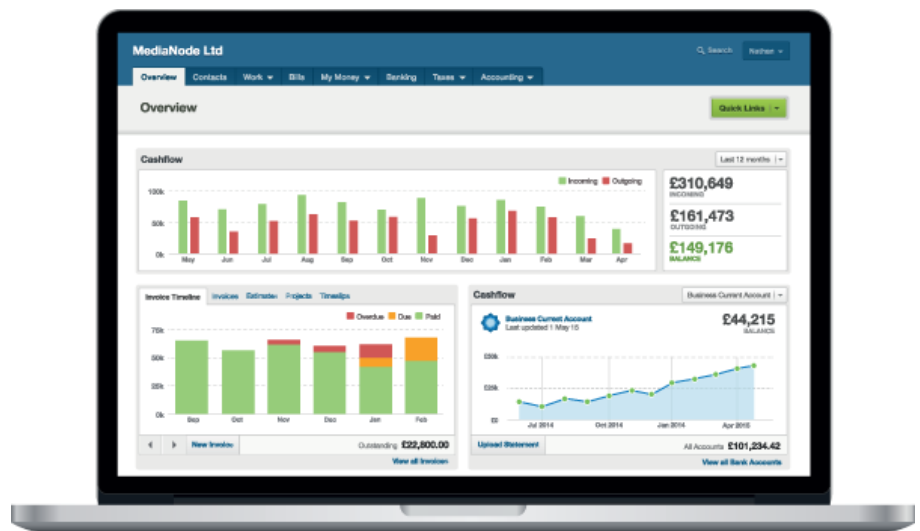 MediaNode Ltd
Search Nathan
Overview Contacts Work Bills My Money Banking Taxes Accounting
Overview
Quick Links
Cashflow
Last 12 months
Incoming Outgoing
100k
50k
0k
May Jun Jul Aug Sep Oct Nov Dec Jan Feb Mar Apr
£310,649
INCOMING
£161,473
OUTGOING
£149,176
BALANCE
Invoice Timeline Invoices Estimates Projects Timeslips
Overdue Due Paid
75k
50k
25k
0k
Sep Oct Nov Dec Jan Feb
New Invoice
Outstanding £22,800.00
View all Invoices
Cashflow
Business Current Account
Business Current Account
Last updated 1 May 15
£44,215
BALANCE
£25k
£0
Jul 2014 Oct 2014 Jan 2014 Apr 2015
Upload Statement
All Accounts £101,234.42
View all Bank Accounts